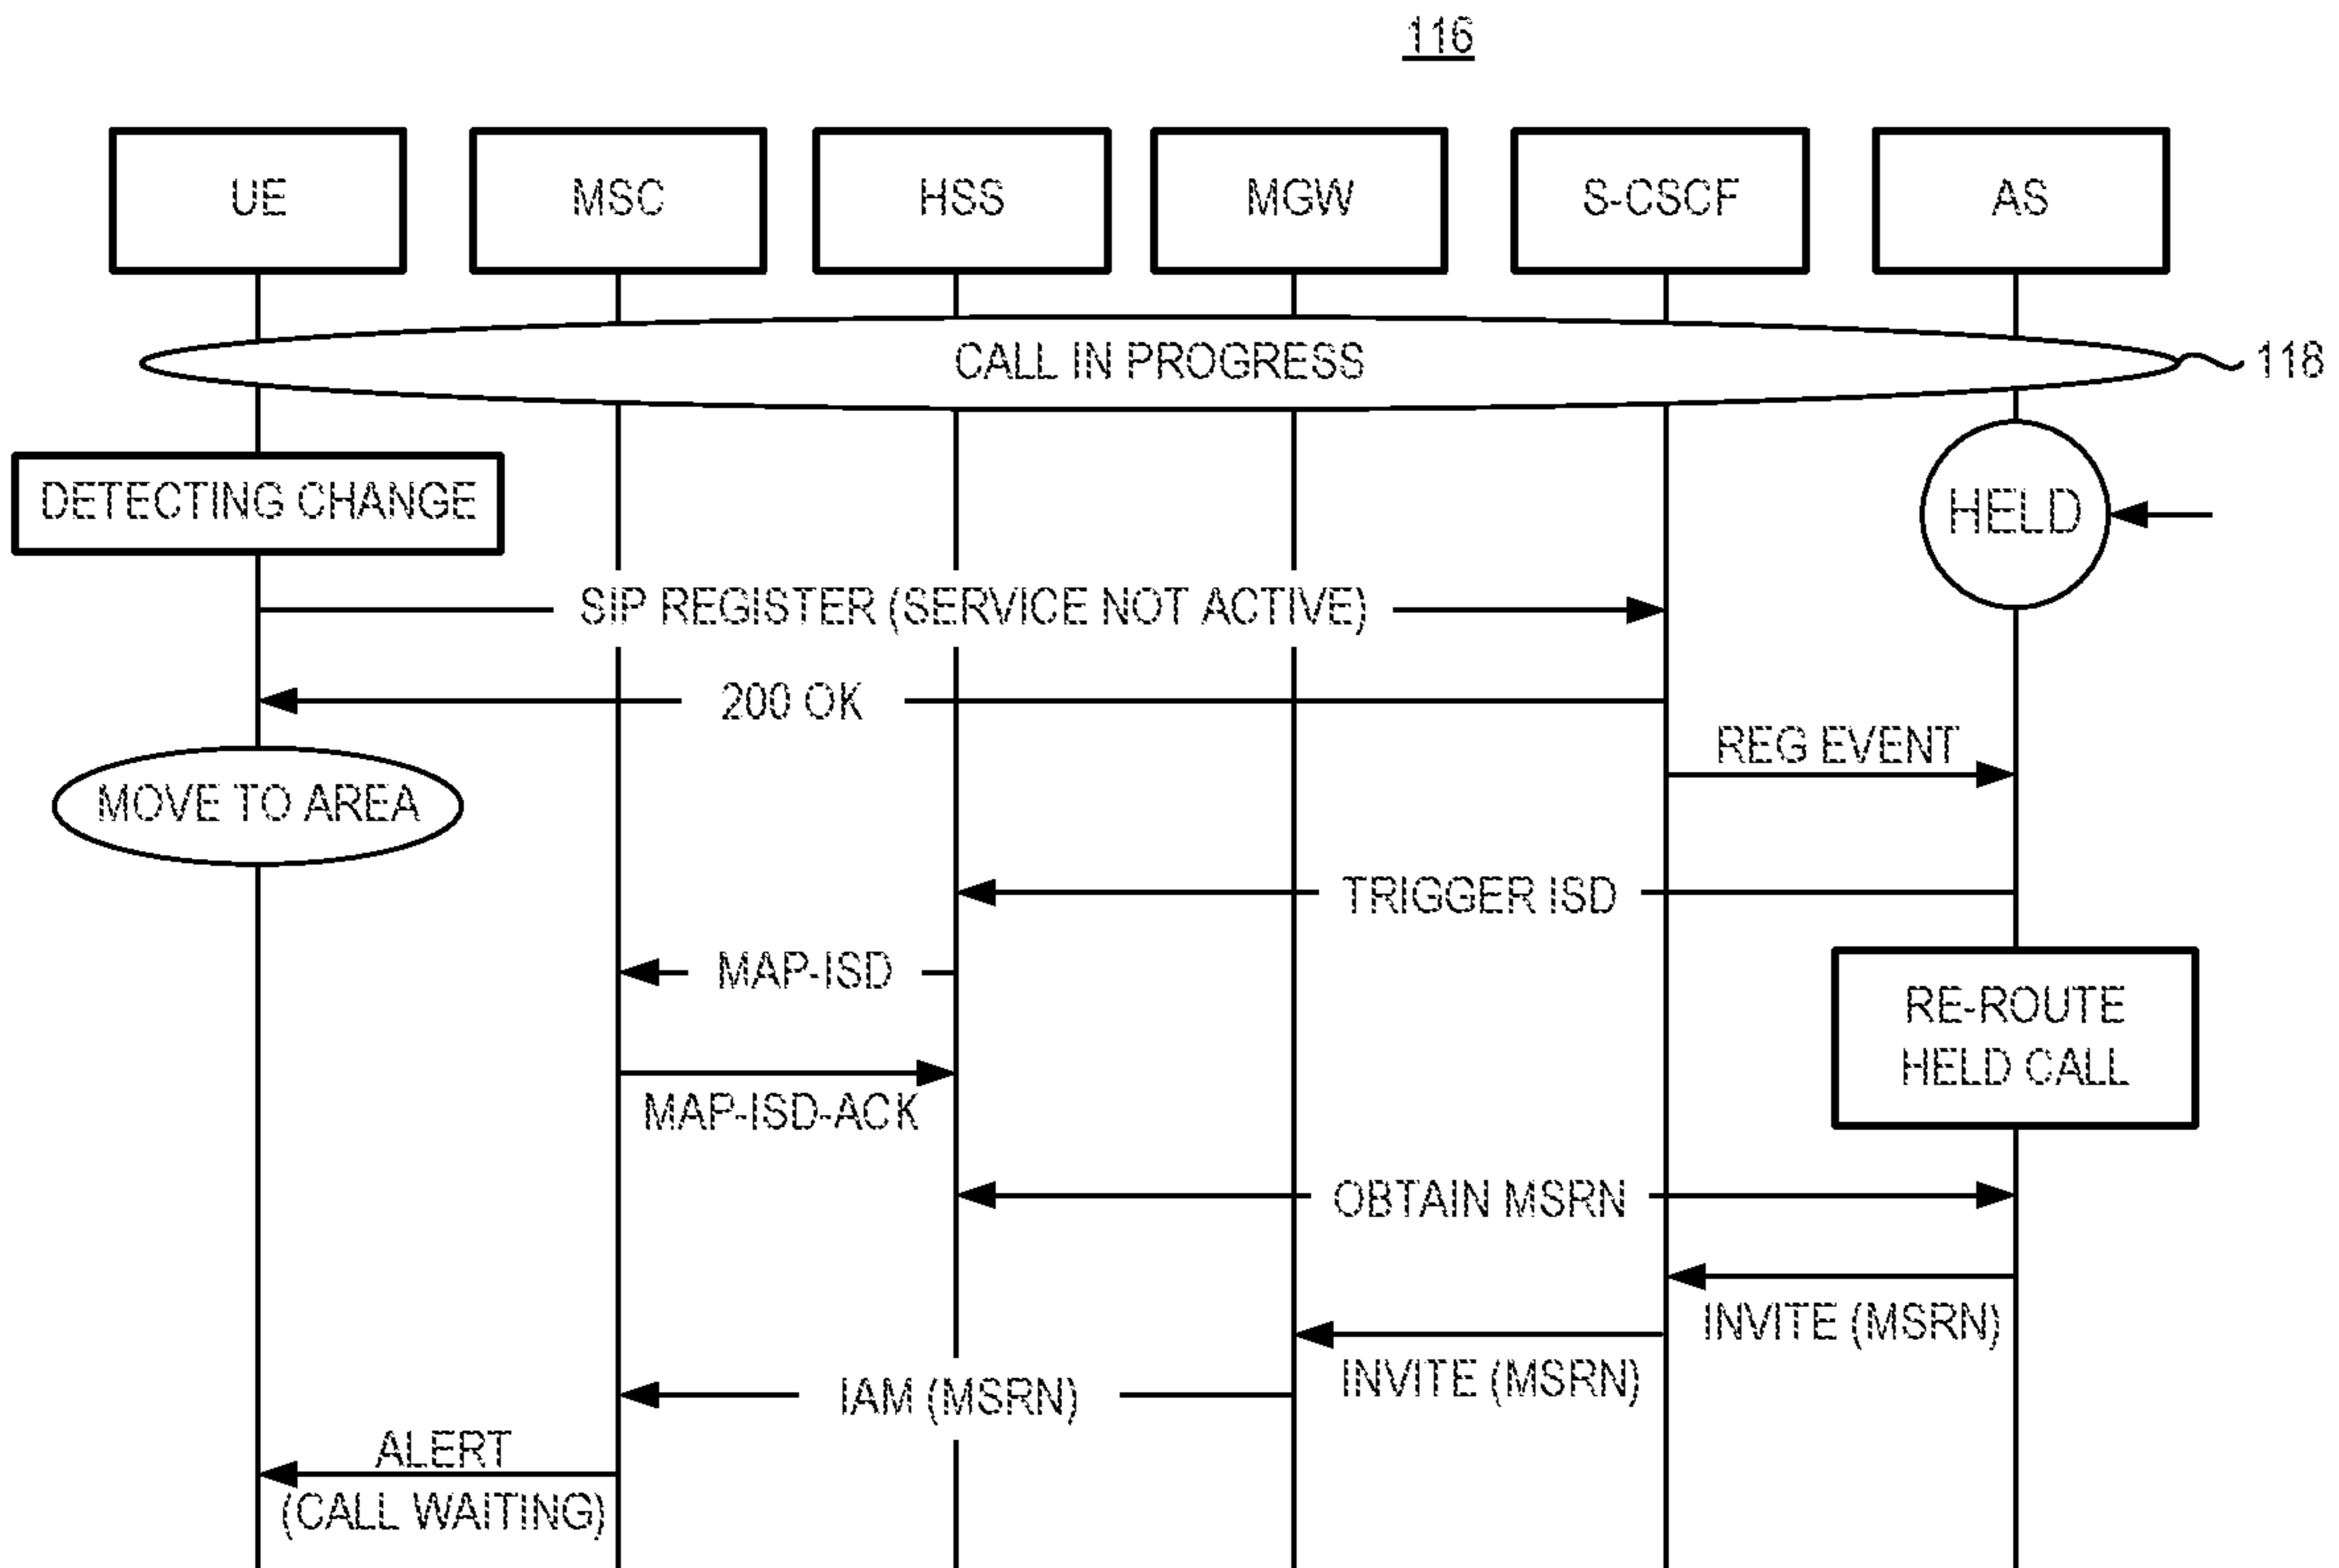 116
UE
MSC
HSS
MGW
S-CSCF
AS
CALL IN PROGRESS
118
DETECTING CHANGE
HELD
SIP REGISTER (SERVICE NOT ACTIVE)
200 OK
REG EVENT
MOVE TO AREA
TRIGGER ISD
MAP-ISD
RE-ROUTE
HELD CALL
MAP-ISD-ACK
OBTAIN MSRN
INVITE (MSRN)
INVITE (MSRN)
IAM (MSRN)
ALERT
(CALL WAITING)